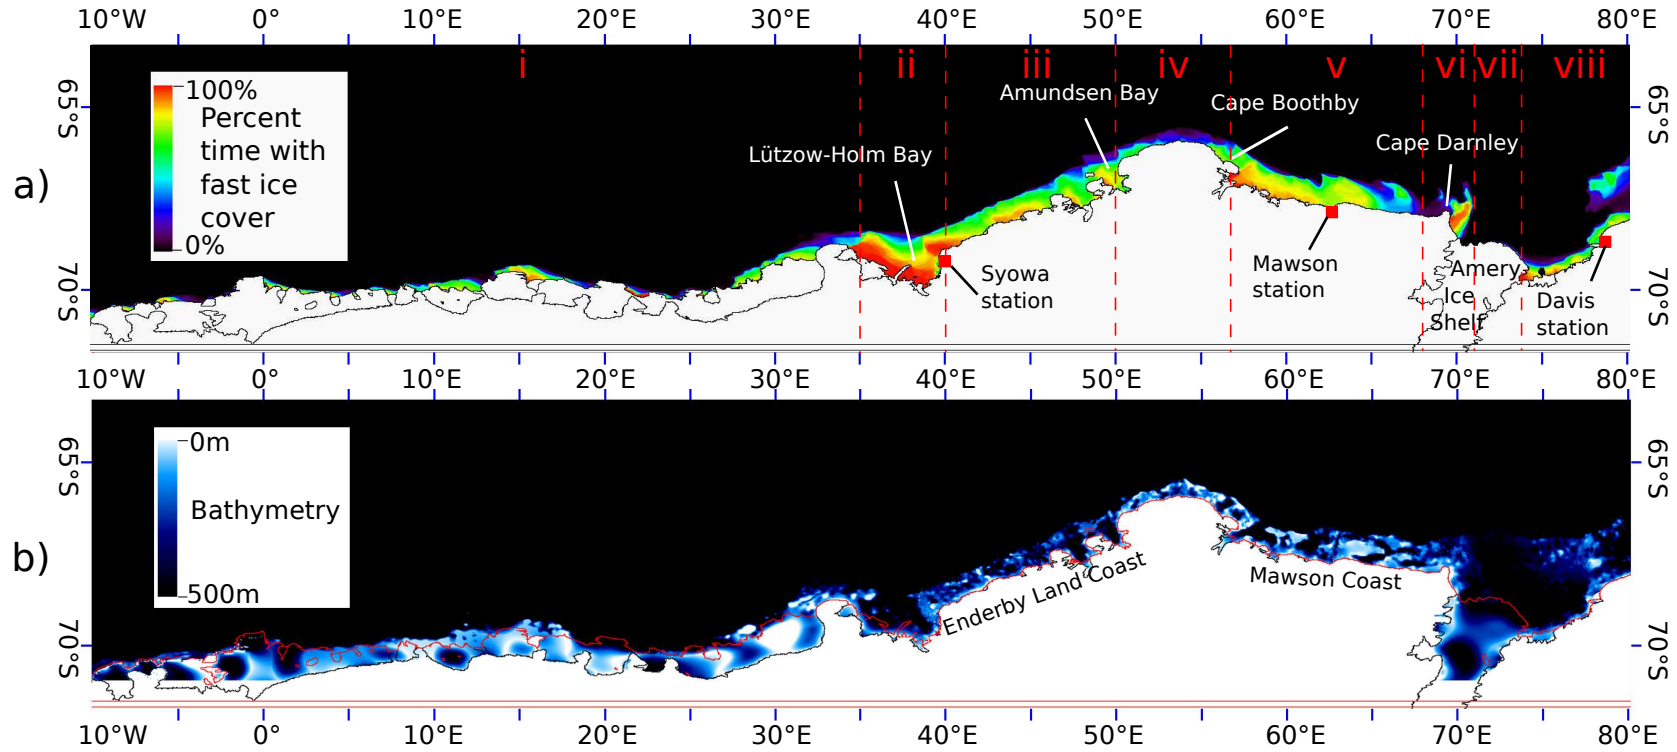 10°W 0° 10°E 20°E 30°E 40°E 50°E 60°E 70°E 80°E
i ii iii iv v vi vii viii
100%
Percent
time with
fast ice
cover
0%
65°S
70°S
a)
Lützow-Holm Bay
Amundsen Bay
Cape Boothby
Cape Darnley
Syowa
station
Mawson
station
Amery
Ice
Shelf
Davis
station
65°S
70°S
10°W 0° 10°E 20°E 30°E 40°E 50°E 60°E 70°E 80°E
0m
Bathymetry
500m
65°S
70°S
b)
Enderby Land Coast
Mawson Coast
65°S
70°S
10°W 0° 10°E 20°E 30°E 40°E 50°E 60°E 70°E 80°E